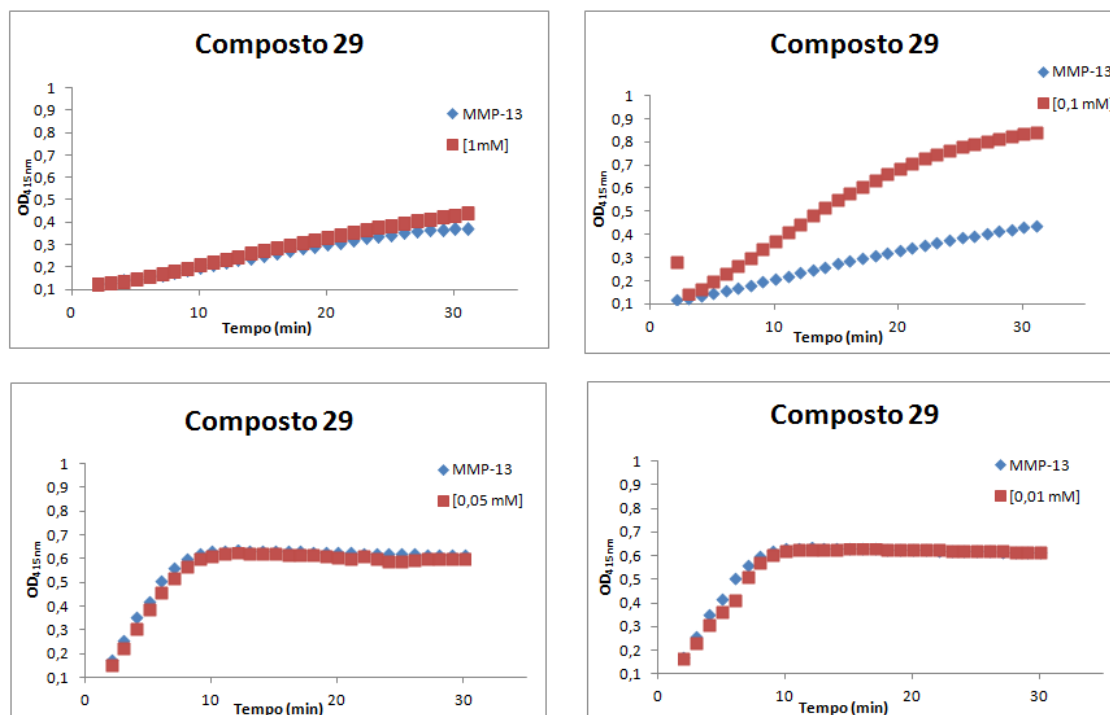 Composto 29
1
0,9
0,8
0,7
0,6
0,5
0,4
0,3
0,2
0,1
OD415nm
0
10
20
30
Tempo (min)
MMP-13
[1mM]
Composto 29
1
0,9
0,8
0,7
0,6
0,5
0,4
0,3
0,2
0,1
OD415mn
0
10
20
30
Tempo (min)
MMP-13
[0,1 mM]
Composto 29
1
0,9
0,8
0,7
0,6
0,5
0,4
0,3
0,2
0,1
OD415nm
0
10
20
30
Tempo (min)
MMP-13
[0,05 mM]
Composto 29
1
0,9
0,8
0,7
0,6
0,5
0,4
0,3
0,2
0,1
OD415nm
0
10
20
30
Tempo (min)
MMP-13
[0,01 mM]